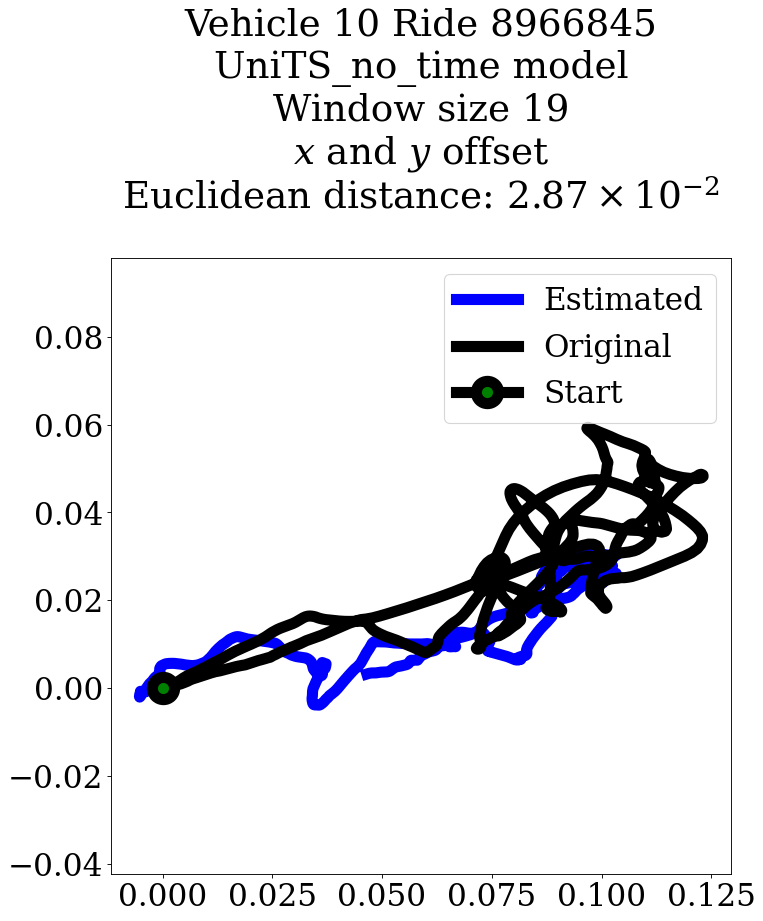 Vehicle 10 Ride 8966845
UniTS_no_time model
Window size 19
x and y offset
Euclidean distance: 2.87 × 10⁻²
Estimated
Original
Start
0.08
0.06
0.04
0.02
0.00
−0.02
−0.04
0.000 0.025 0.050 0.075 0.100 0.125